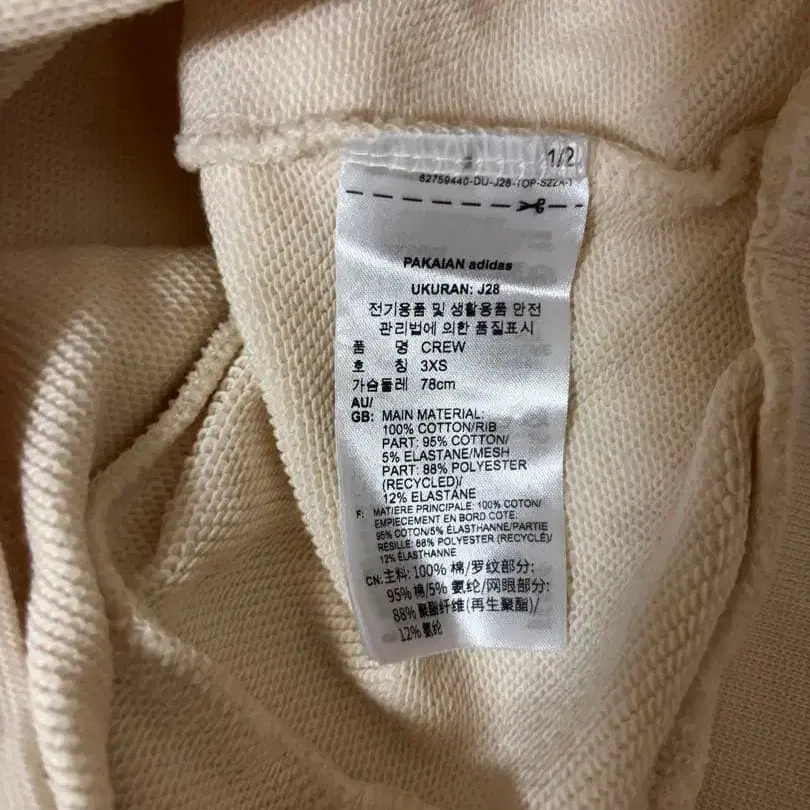 1/2
62759440-DU-J28-TOP-S22A-1
PAKAIAN adidas
UKURAN: J28
전기용품 및 생활용품 안전
관리법에 의한 품질표시
품 명 CREW
호 칭 3XS
가슴둘레 78cm
AU/
GB: MAIN MATERIAL:
100% COTTON/RIB
PART: 95% COTTON/
5% ELASTANE/MESH
PART: 88% POLYESTER
(RECYCLED)/
12% ELASTANE
F: MATIERE PRINCIPALE: 100% COTON/
EMPIECEMENT EN BORD COTE:
95% COTON/5% ÉLASTHANNE/PARTIE
RÉSILLE: 88% POLYESTER (RECYCLÉ)/
12% ÉLASTHANNE
CN: 主料: 100% 棉/罗纹部分:
95% 棉/5% 氨纶/网眼部分:
88% 聚酯纤维(再生聚酯)/
12% 氨纶